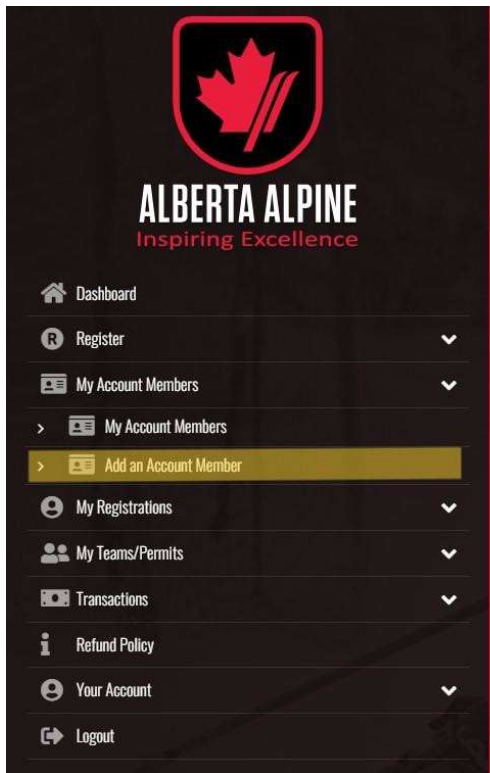 ALBERTA ALPINE
Inspiring Excellence
Dashboard
R Register
My Account Members
My Account Members
Add an Account Member
My Registrations
My Teams/Permits
Transactions
Refund Policy
Your Account
Logout